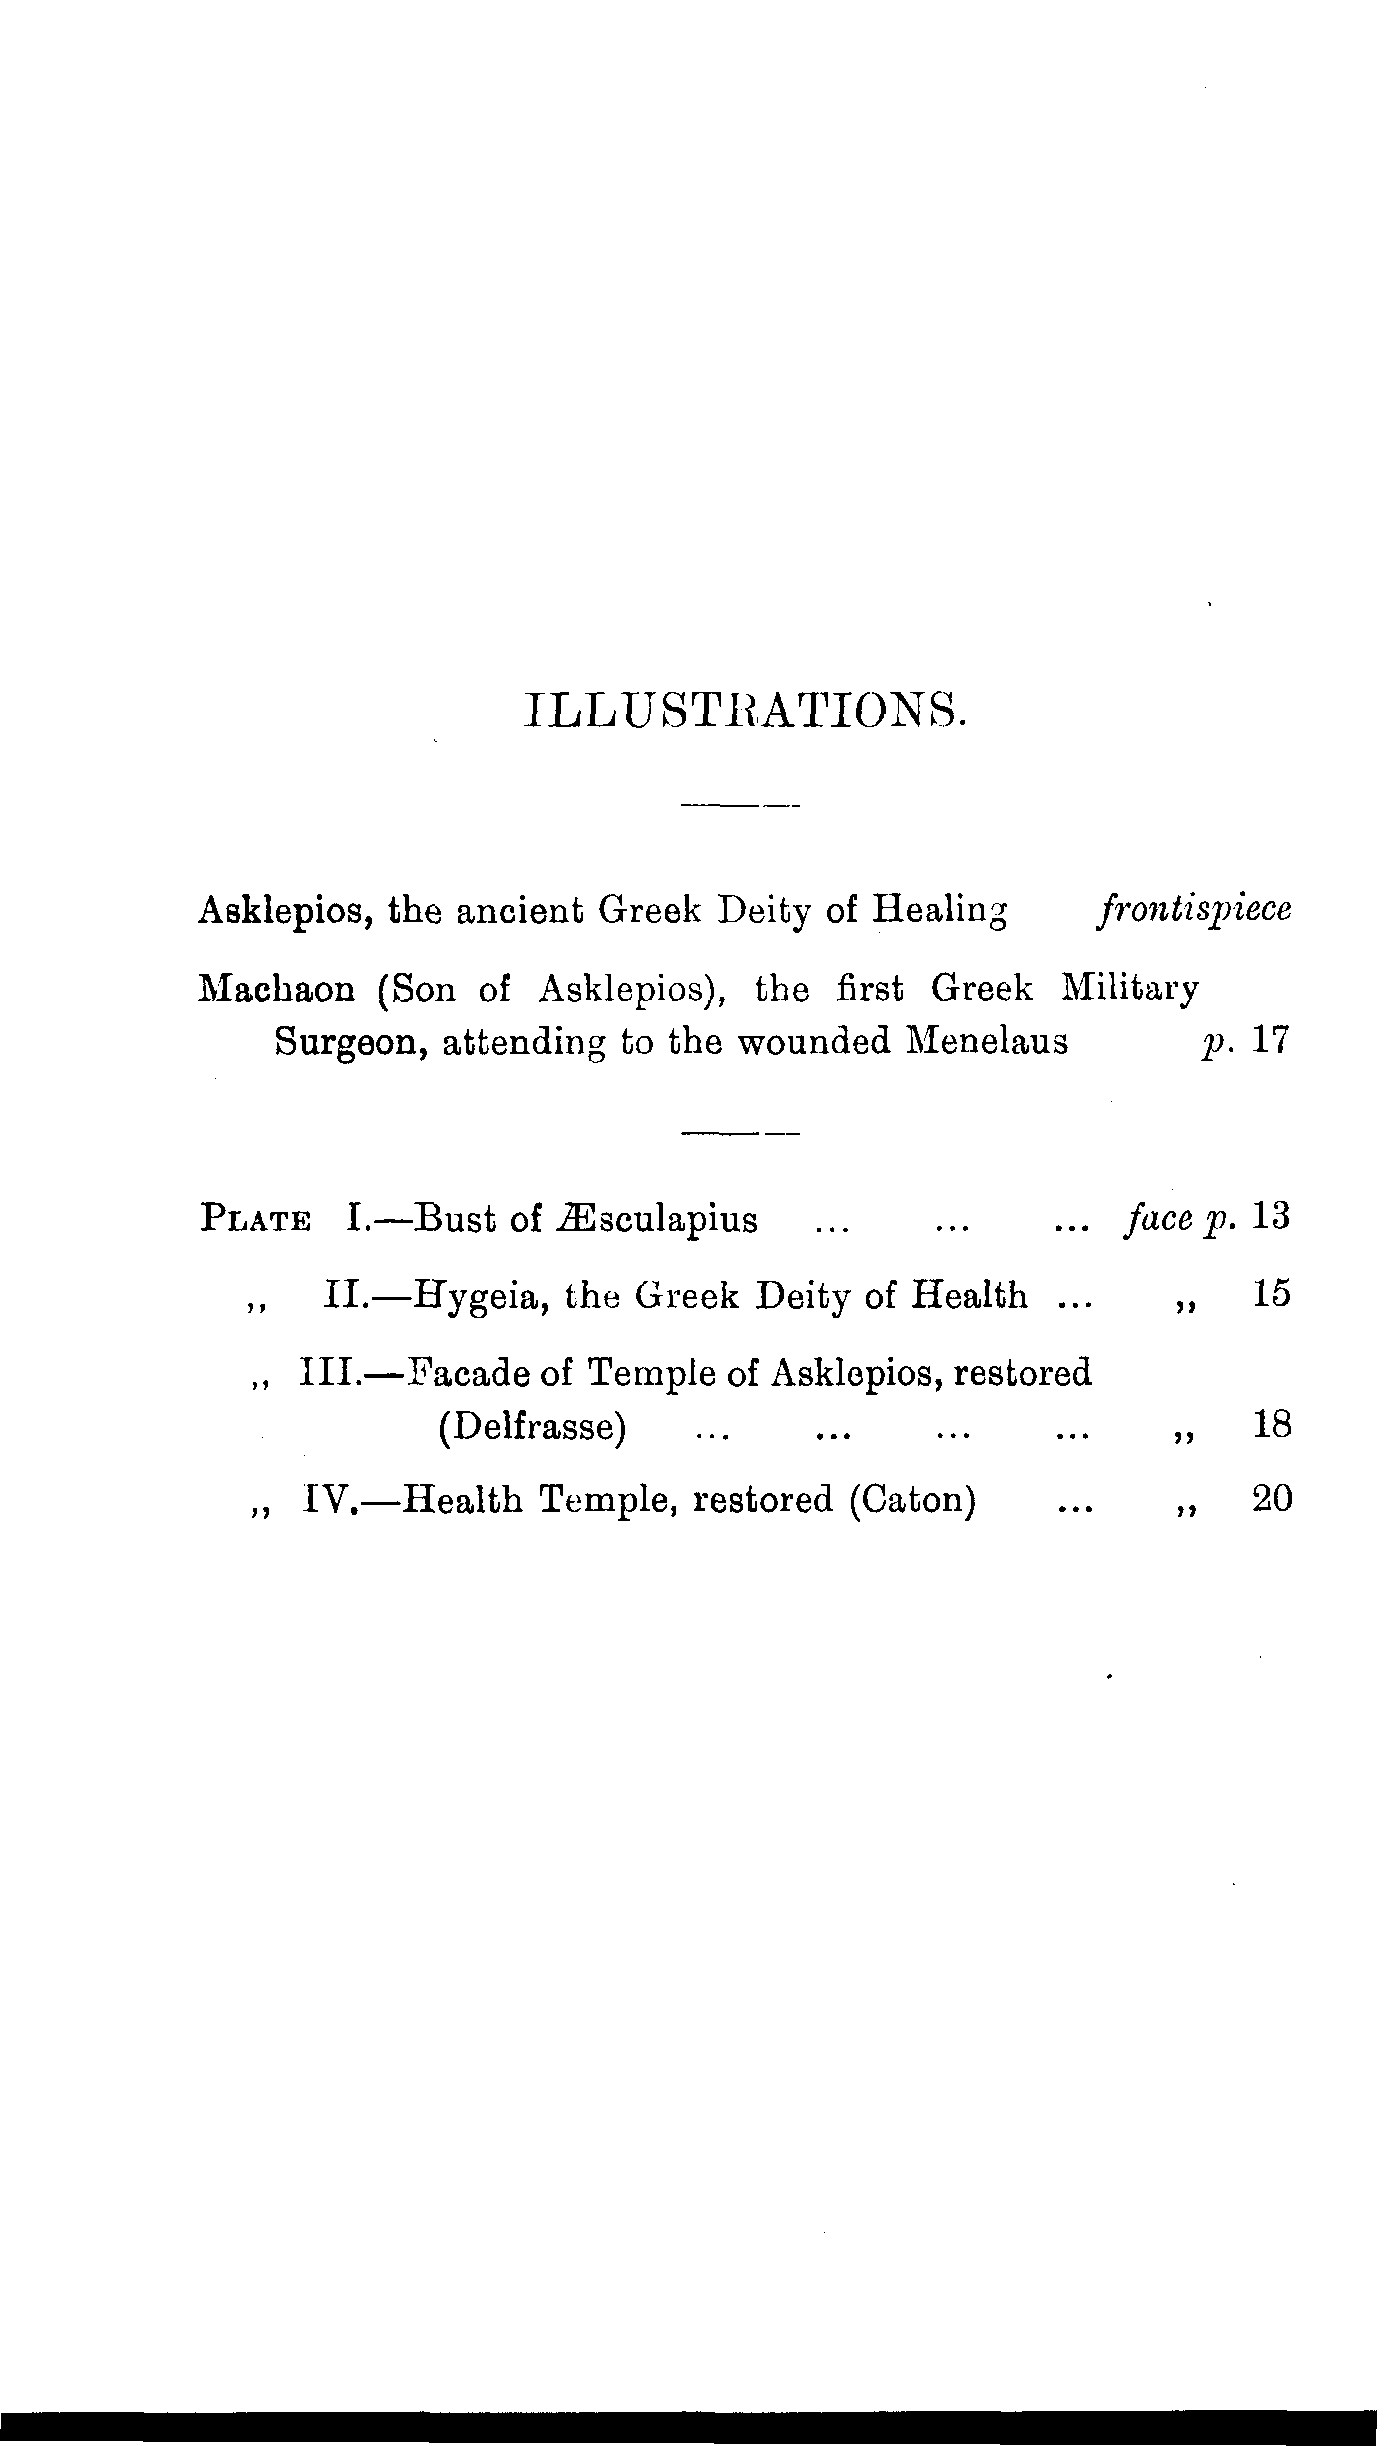 ILLUSTRATIONS.
Asklepios, the ancient Greek Deity of Healing frontispiece
Machaon (Son of Asklepios), the first Greek Military
Surgeon, attending to the wounded Menelaus p. 17
PLATE I.—Bust of Æsculapius ... ... ... face p. 13
„ II.—Hygeia, the Greek Deity of Health ... „ 15
„ III.—Facade of Temple of Asklepios, restored
(Delfrasse) ... ... ... ... „ 18
„ IV.—Health Temple, restored (Caton) ... „ 20